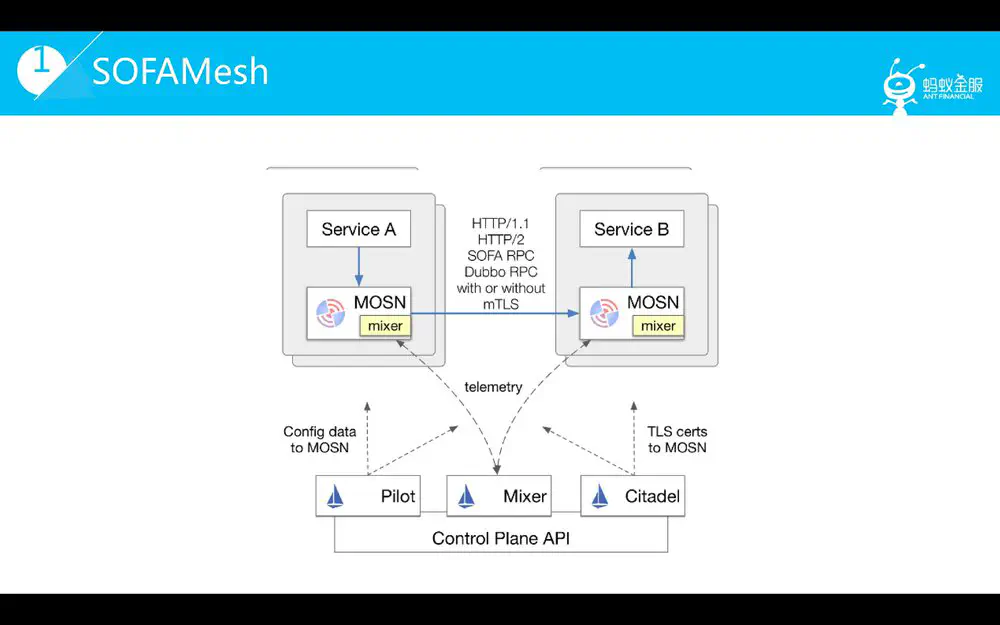 1
SOFAMesh
蚂蚁金服
ANT FINANCIAL
Service A
HTTP/1.1
HTTP/2
SOFA RPC
Dubbo RPC
with or without
mTLS
Service B
MOSN
mixer
MOSN
mixer
telemetry
Config data
to MOSN
TLS certs
to MOSN
Pilot
Mixer
Citadel
Control Plane API